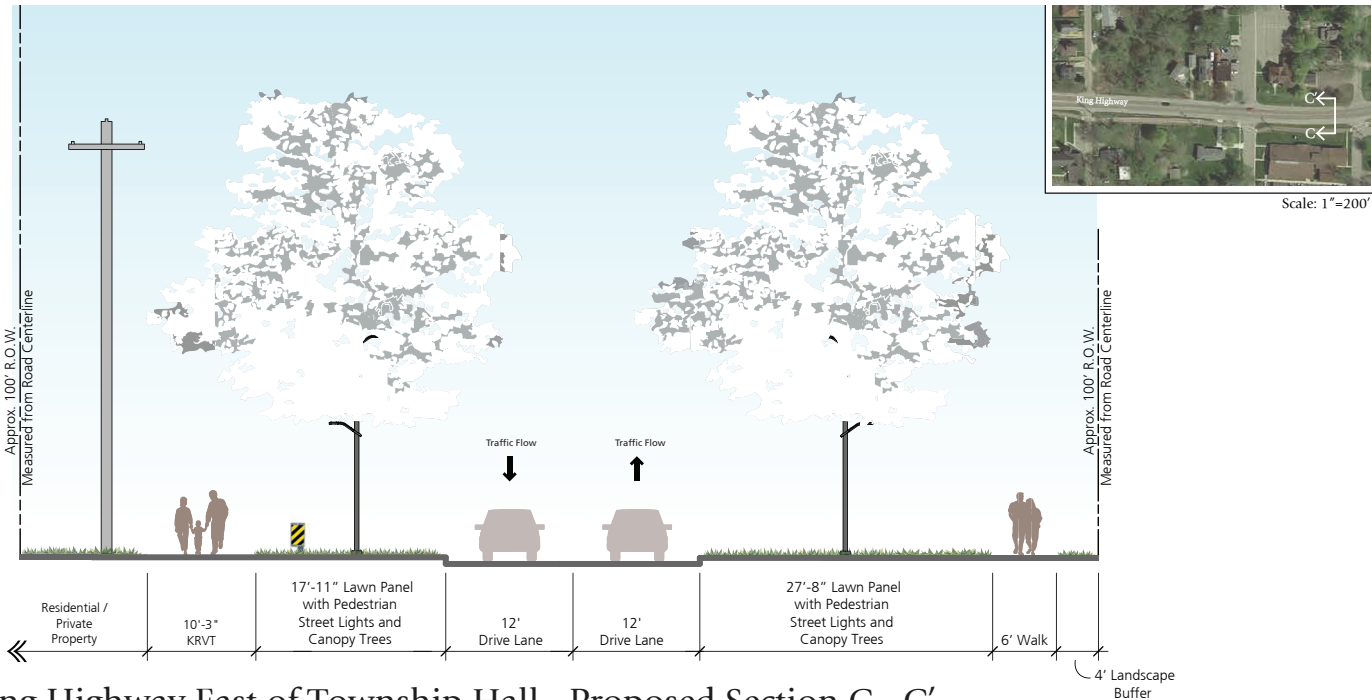 King Highway
C’
C
Scale: 1”=200’
Approx. 100’ R.O.W.
Measured from Road Centerline
Approx. 100’ R.O.W.
Measured from Road Centerline
Traffic Flow
Traffic Flow
Residential /
Private
Property
10'-3"
KRVT
17’-11” Lawn Panel
with Pedestrian
Street Lights and
Canopy Trees
12'
Drive Lane
12'
Drive Lane
27’-8” Lawn Panel
with Pedestrian
Street Lights and
Canopy Trees
6’ Walk
4’ Landscape
Buffer
Highway East of Township Hall - Proposed Section C - C’